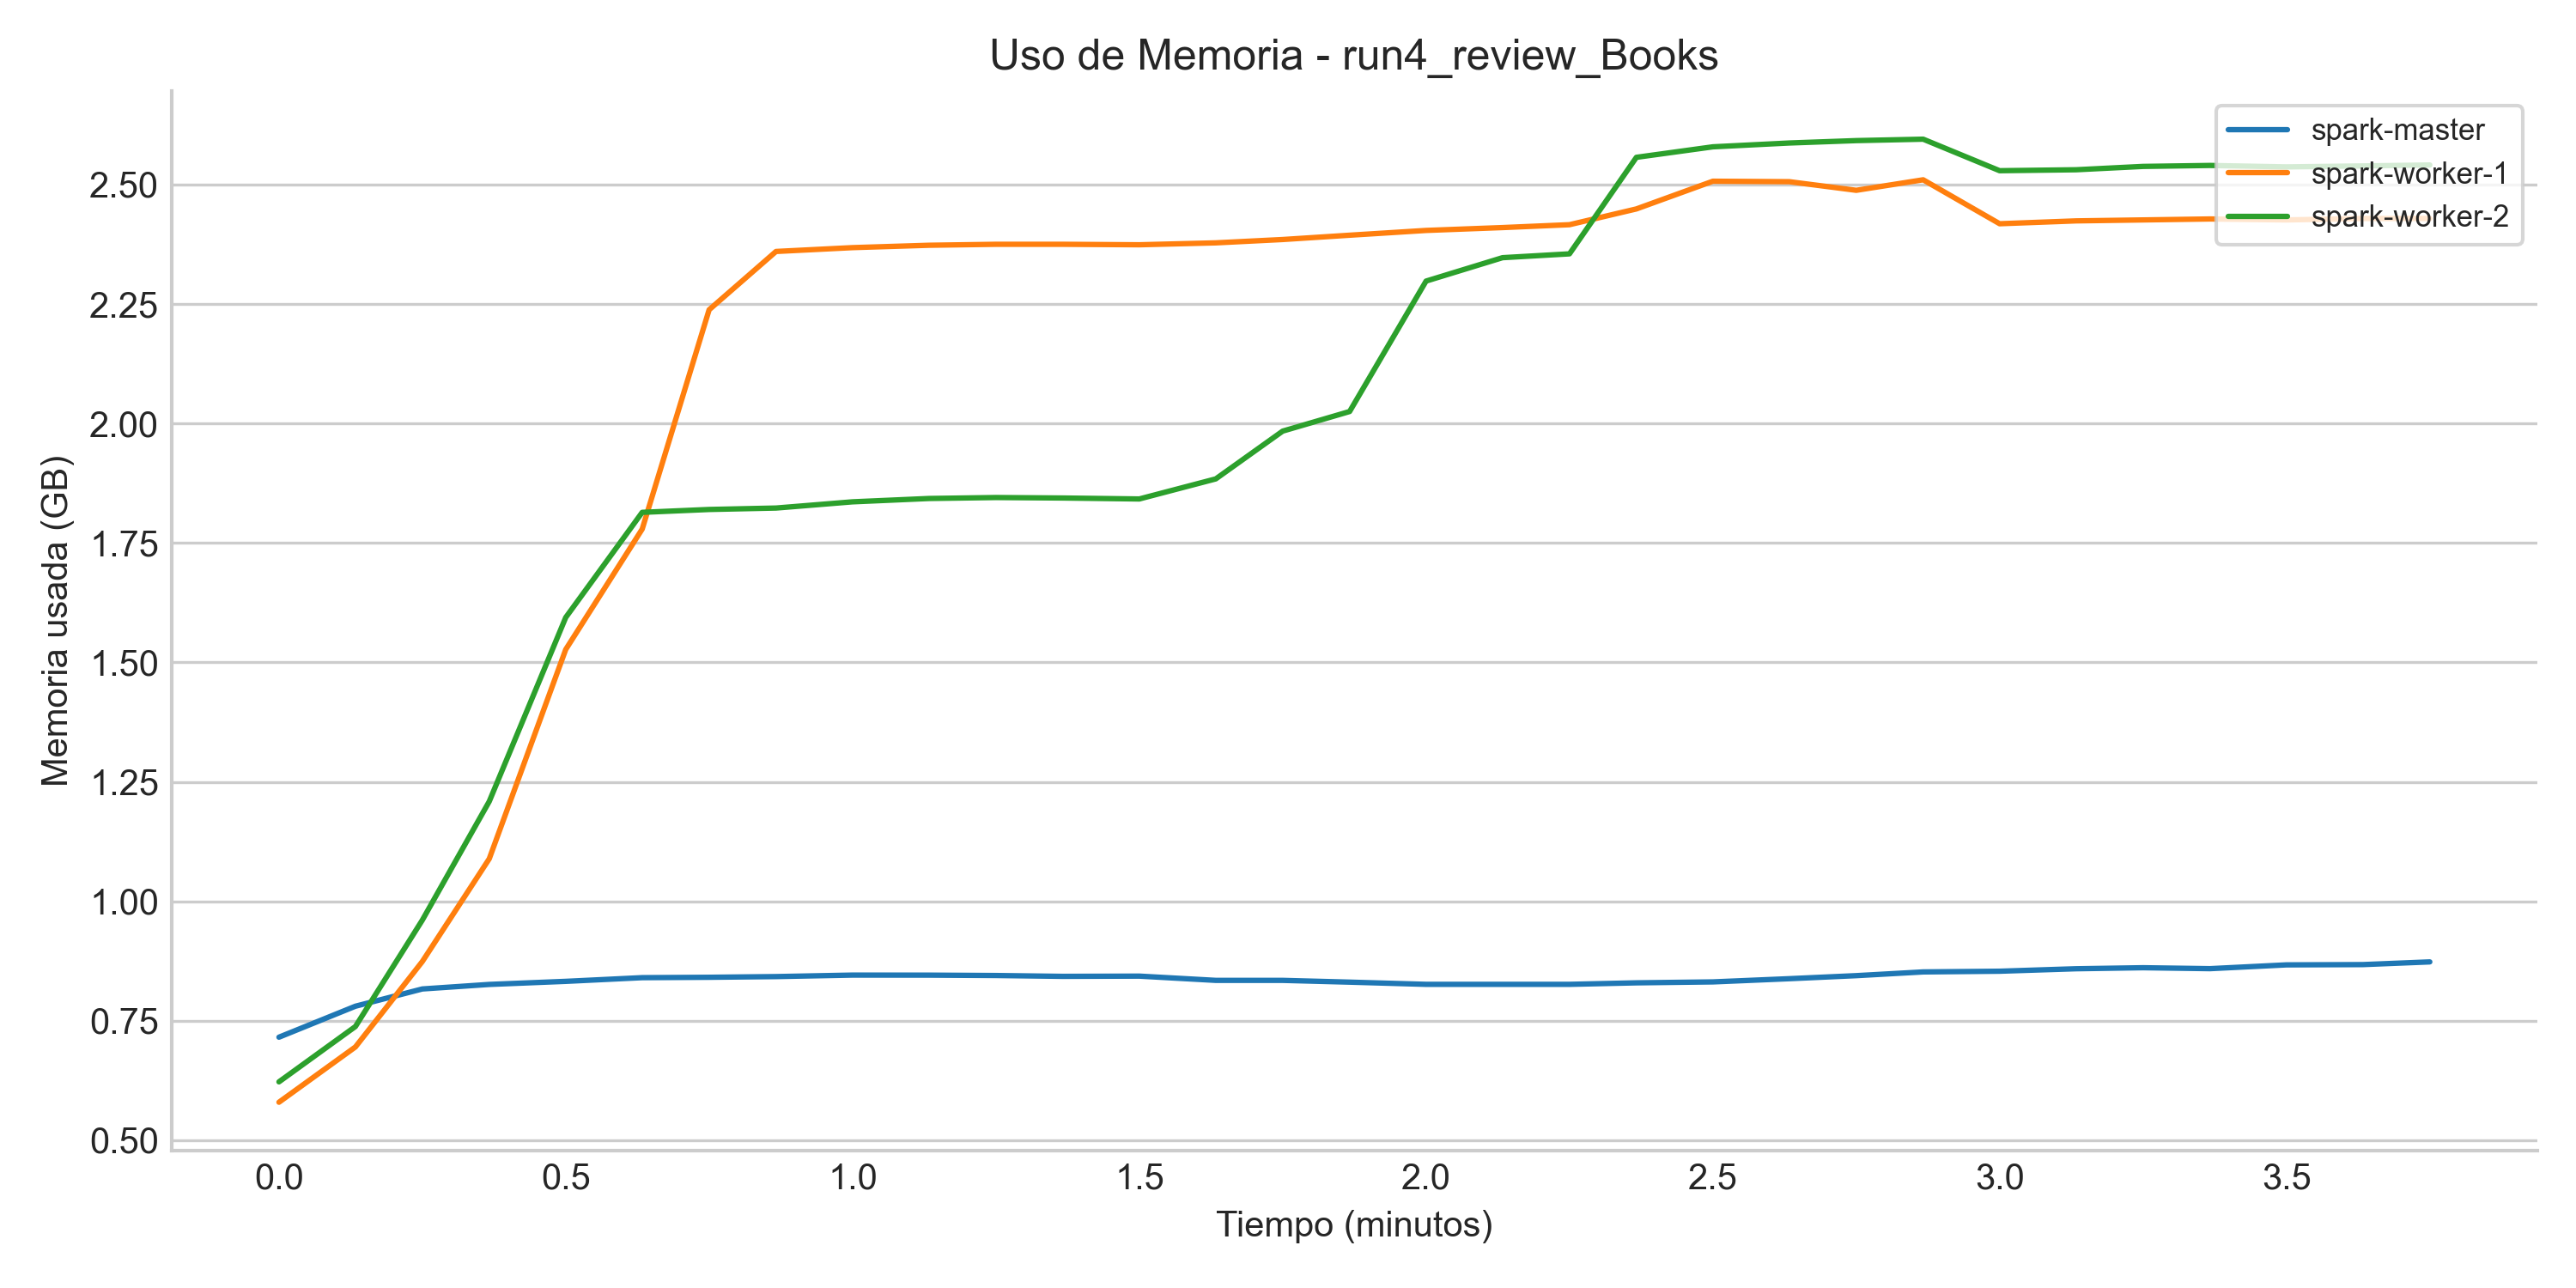 Uso de Memoria - run4_review_Books
spark-master
spark-worker-1
spark-worker-2
Memoria usada (GB)
2.50
2.25
2.00
1.75
1.50
1.25
1.00
0.75
0.50
0.0 0.5 1.0 1.5 2.0 2.5 3.0 3.5
Tiempo (minutos)